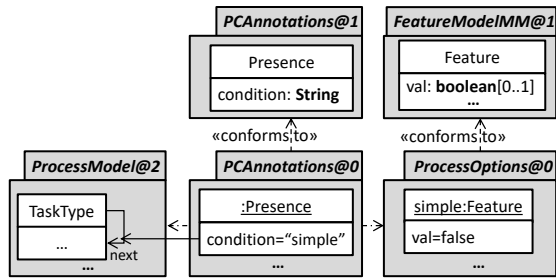 PCAnnotations@1
FeatureModelMM@1
Presence
condition: String
Feature
val: boolean[0..1]
...
«conforms to»
«conforms to»
ProcessModel@2
PCAnnotations@0
ProcessOptions@0
TaskType
...
next
...
:Presence
condition=“simple”
...
simple:Feature
val=false
...